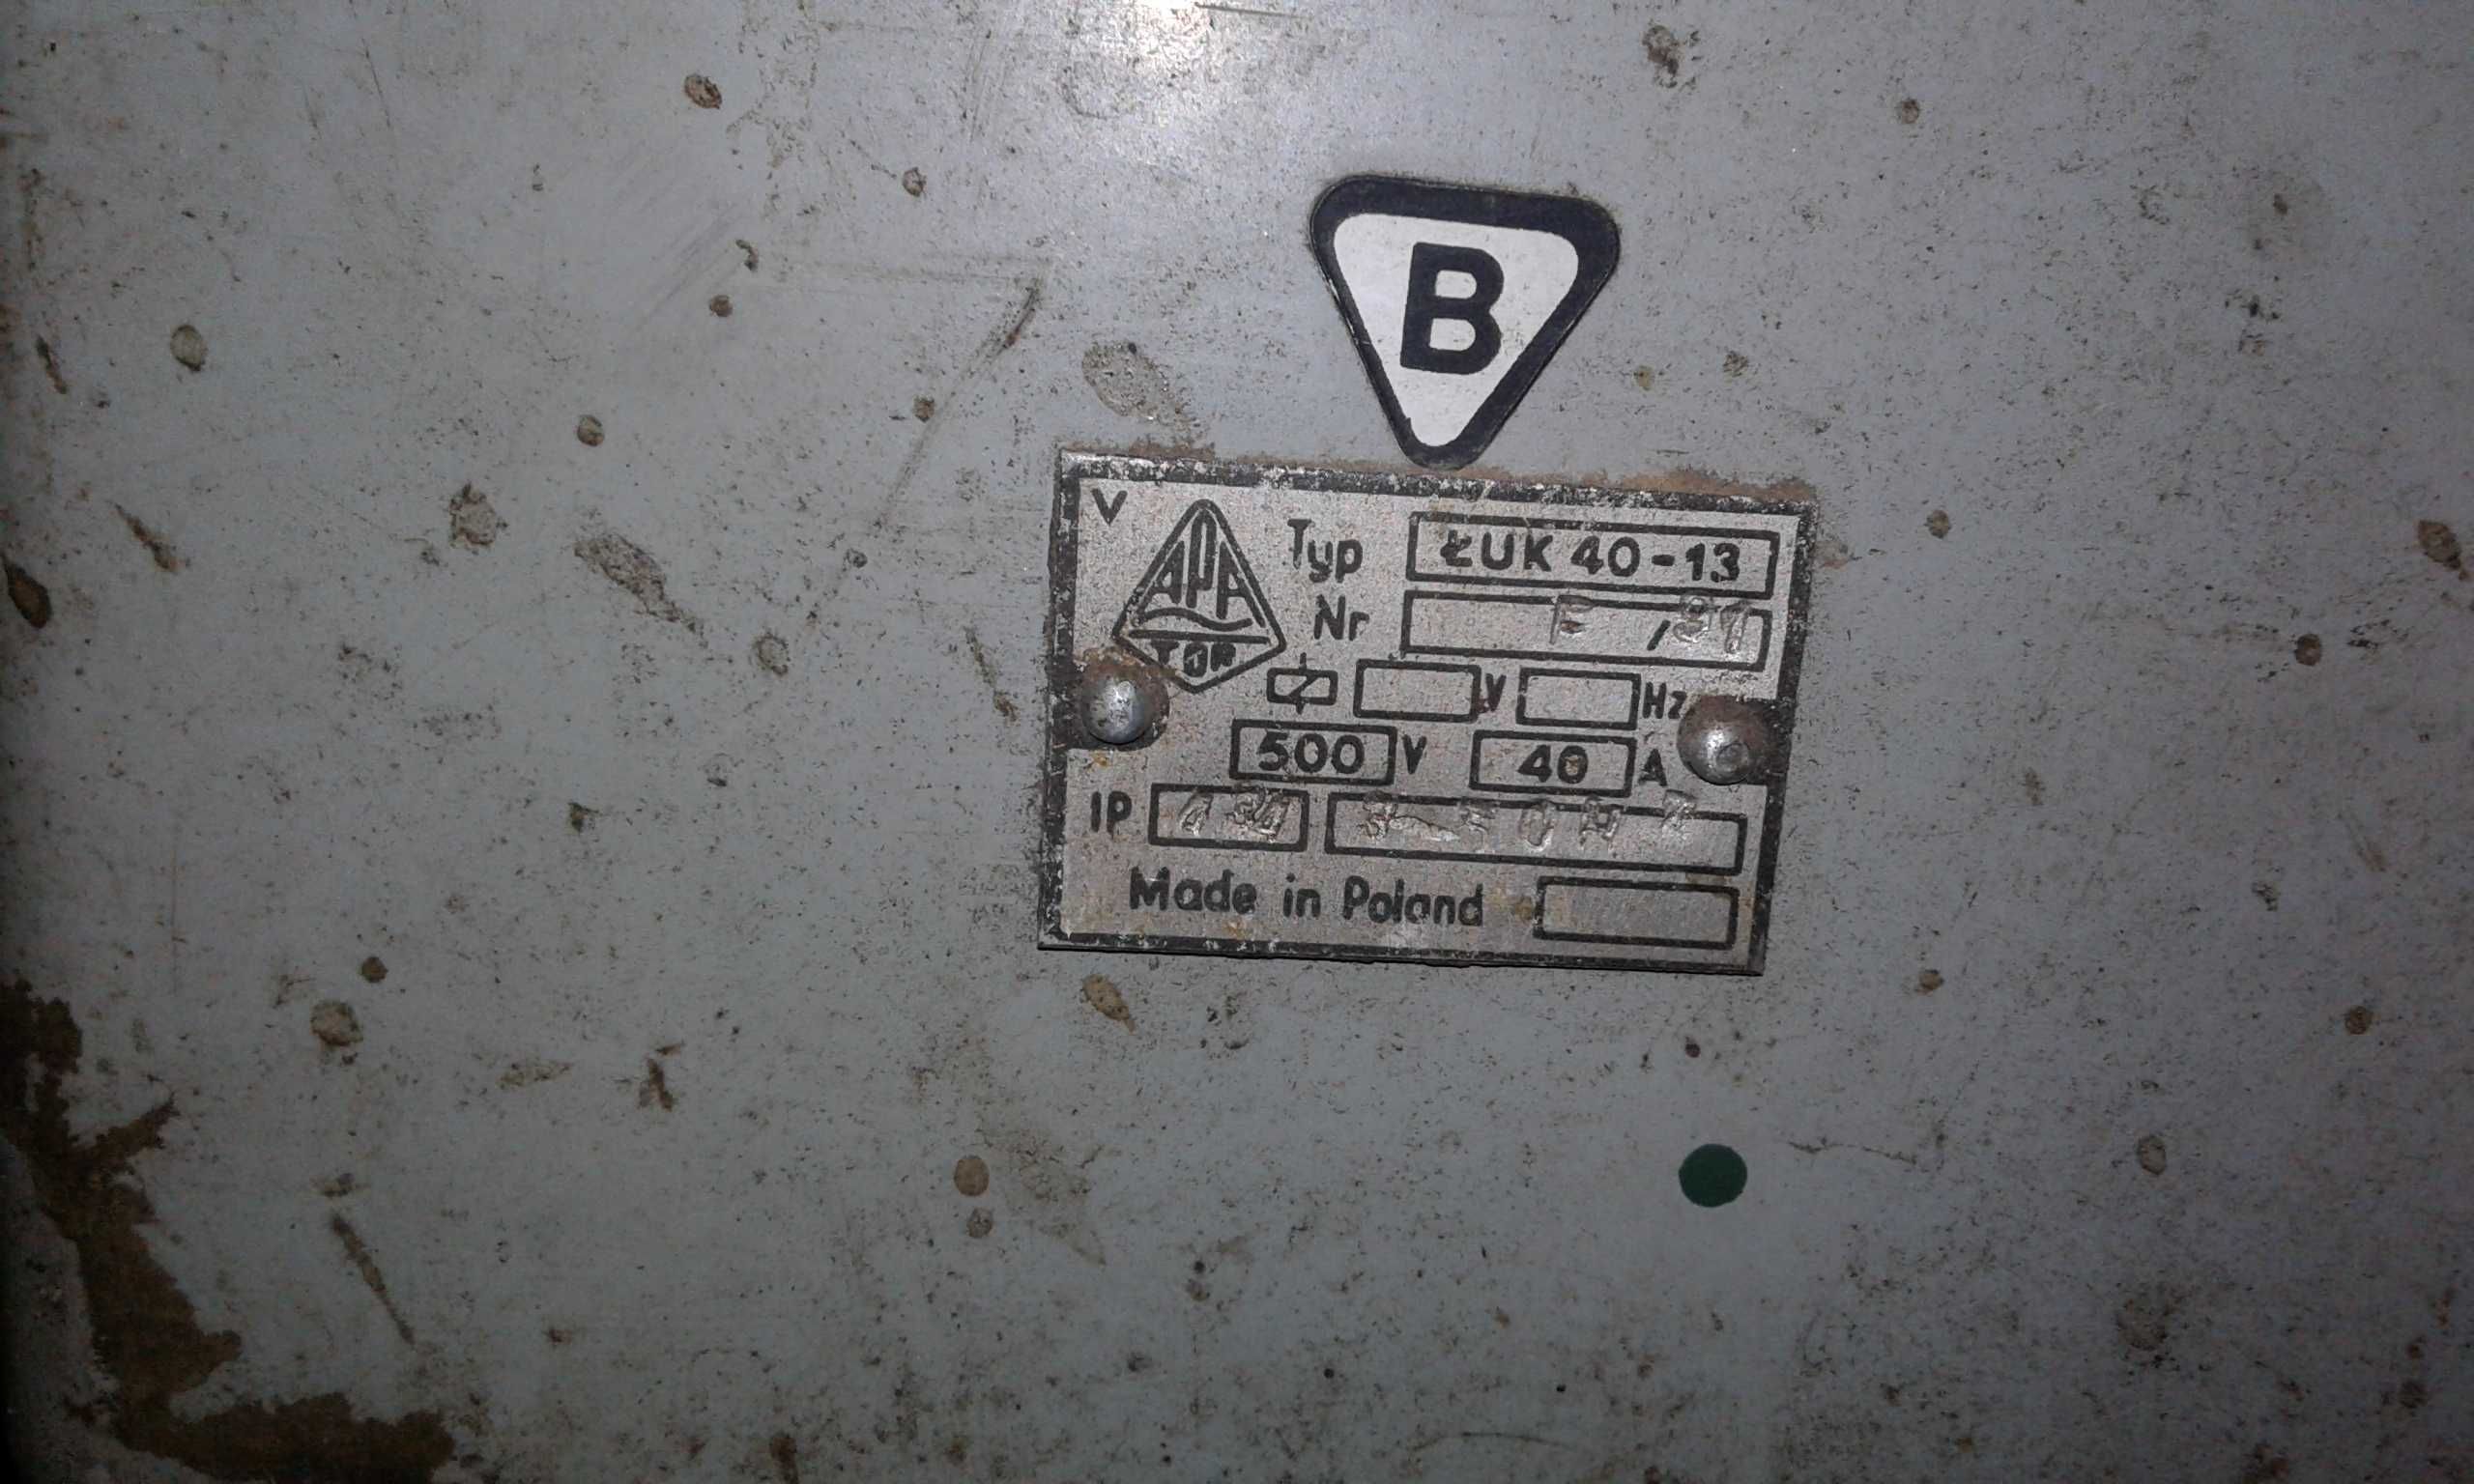 B
V APA TOR Typ ŁUK 40-13
Nr F /
V Hz
500 V 40 A
IP
Made in Poland